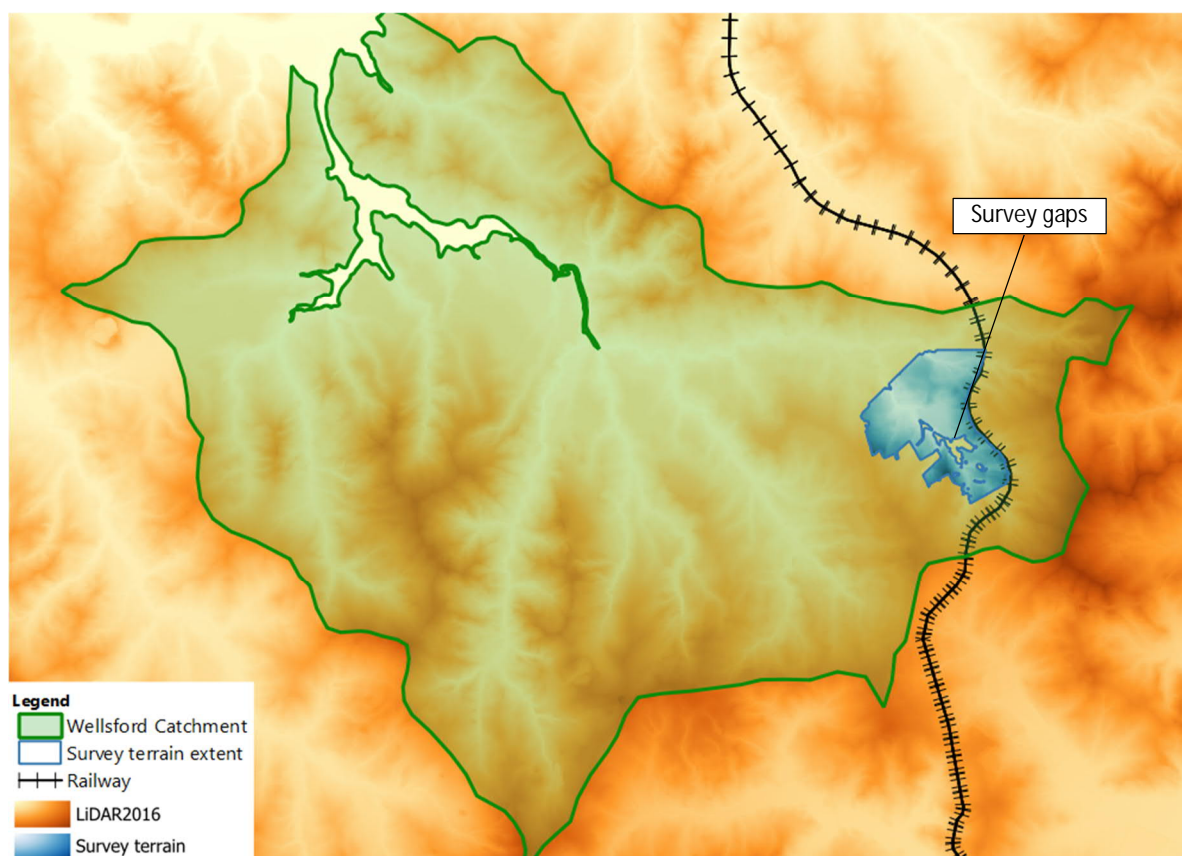 Survey gaps
Legend
Wellsford Catchment
Survey terrain extent
Railway
LiDAR2016
Survey terrain